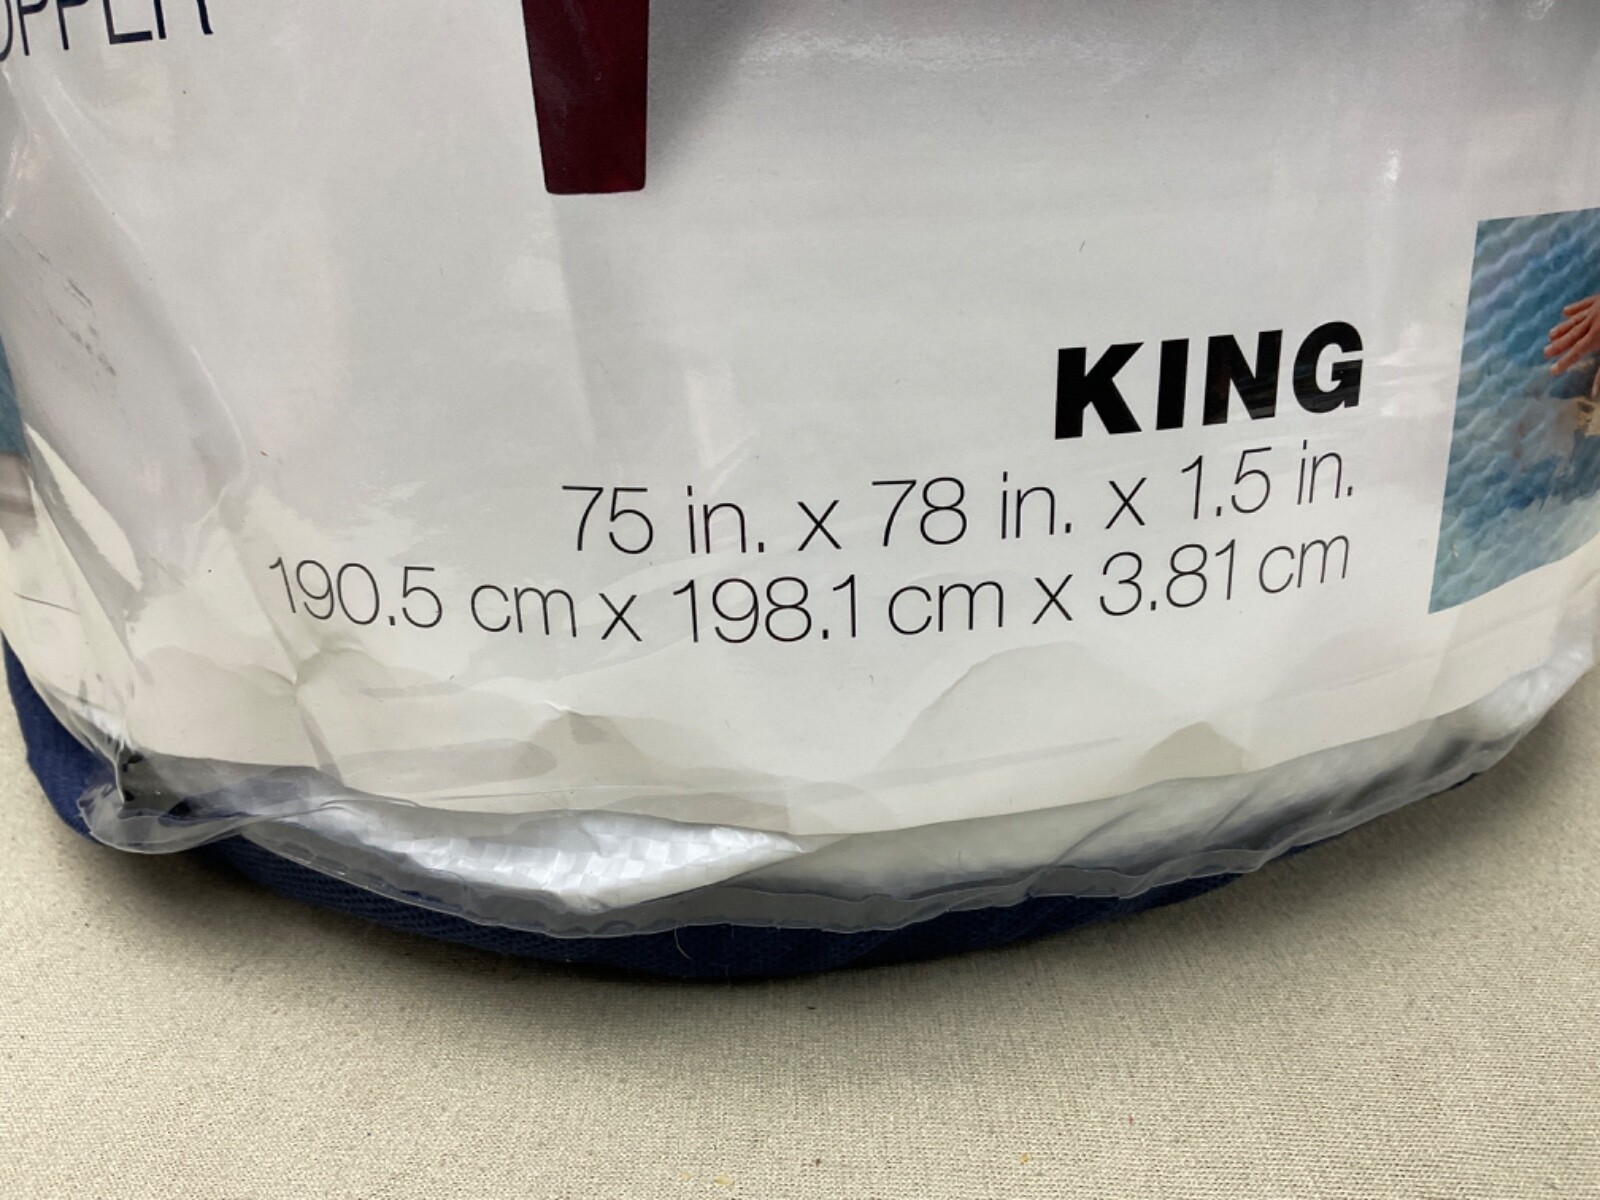 KING
75 in. x 78 in. x 1.5 in.
190.5 cm x 198.1 cm x 3.81 cm